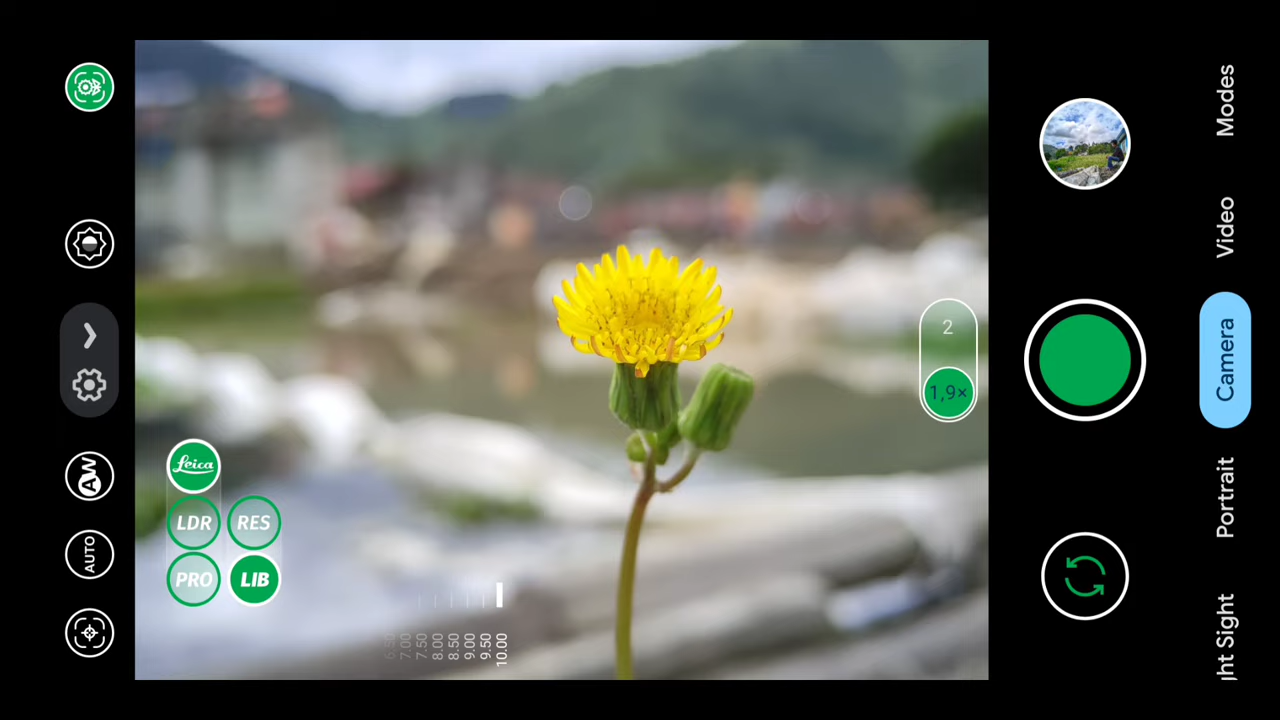 Modes
Video
Camera
Portrait
ht Sight
2
1,9×
Leica
LDR
RES
PRO
LIB
AW
AUTO
7.00
7.50
8.00
8.50
9.00
9.50
10.00